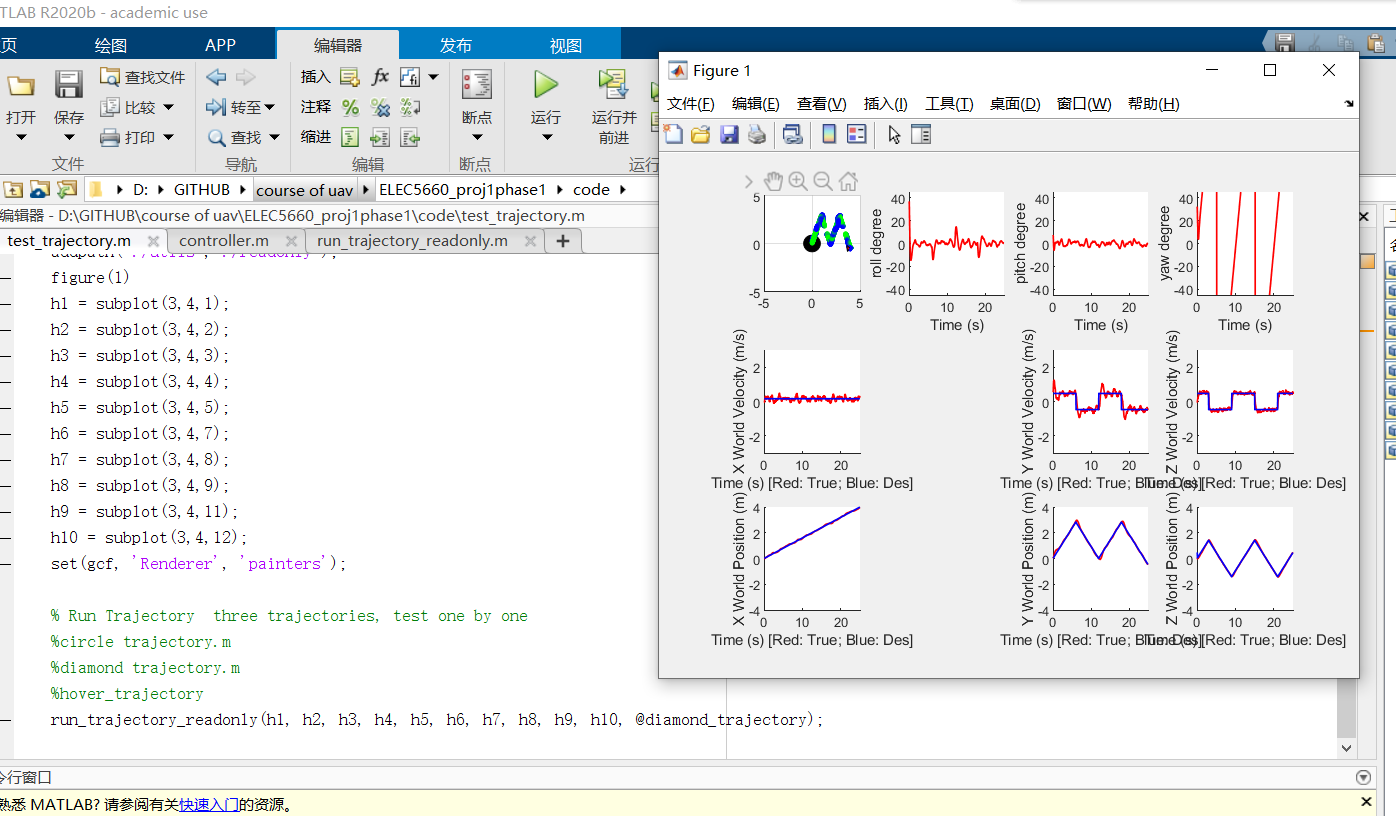 TLAB R2020b - academic use
页 绘图 APP 编辑器 发布 视图
打开 保存 查找文件 比较 打印 文件
转至 查找 导航
插入 fx 注释 缩进 编辑
断点 断点
运行 运行并前进 运行
D: GITHUB course of uav ELEC5660_proj1phase1 code
编辑器 - D:\GITHUB\course of uav\ELEC5660_proj1phase1\code\test_trajectory.m
test_trajectory.m controller.m run_trajectory_readonly.m
figure(1)
h1 = subplot(3,4,1);
h2 = subplot(3,4,2);
h3 = subplot(3,4,3);
h4 = subplot(3,4,4);
h5 = subplot(3,4,5);
h6 = subplot(3,4,7);
h7 = subplot(3,4,8);
h8 = subplot(3,4,9);
h9 = subplot(3,4,11);
h10 = subplot(3,4,12);
set(gcf, 'Renderer', 'painters');
% Run Trajectory  three trajectories, test one by one
%circle trajectory.m
%diamond trajectory.m
%hover_trajectory
run_trajectory_readonly(h1, h2, h3, h4, h5, h6, h7, h8, h9, h10, @diamond_trajectory);
令行窗口
熟悉 MATLAB? 请参阅有关快速入门的资源。
Figure 1
文件(F) 编辑(E) 查看(V) 插入(I) 工具(T) 桌面(D) 窗口(W) 帮助(H)
5
0
-5
-5 0 5
roll degree
40
20
0
-20
-40
0 10 20
Time (s)
pitch degree
40
20
0
-20
-40
0 10 20
Time (s)
yaw degree
40
20
0
-20
-40
0 10 20
Time (s)
X World Velocity (m/s)
2
0
-2
0 10 20
Time (s) [Red: True; Blue: Des]
Y World Velocity (m/s)
2
0
-2
0 10 20
Time (s) [Red: True; Blue: Des]
Z World Velocity (m/s)
2
0
-2
0 10 20
Time (s) [Red: True; Blue: Des]
X World Position (m)
4
2
0
-2
-4
0 10 20
Time (s) [Red: True; Blue: Des]
Y World Position (m)
4
2
0
-2
-4
0 10 20
Time (s) [Red: True; Blue: Des]
Z World Position (m)
4
2
0
-2
-4
0 10 20
Time (s) [Red: True; Blue: Des]